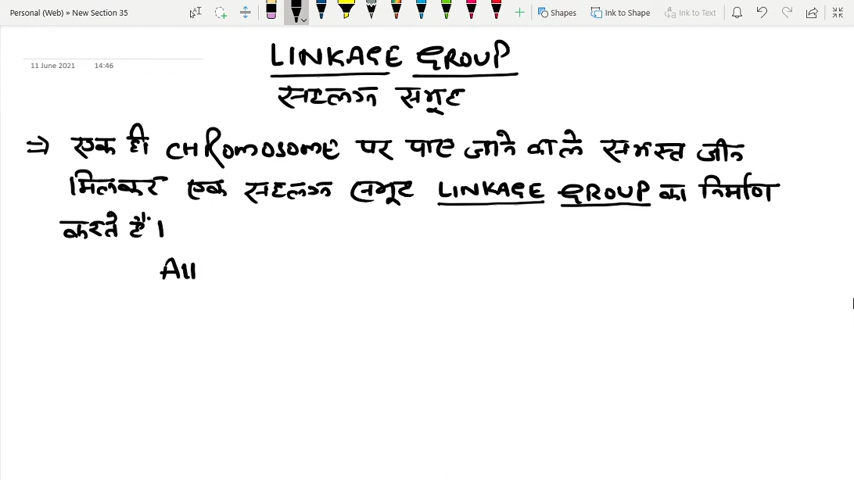 Personal (Web) » New Section 35
Shapes
Ink to Shape
Ink to Text
11 June 2021 14:46
LINKAGE GROUP
सहलग्न समूह
⇒ एक ही CHROMOSOME पर पाए जाने वाले समस्त जीन
मिलकर एक सहलग्न समूह LINKAGE GROUP का निर्माण
करते हैं।
All